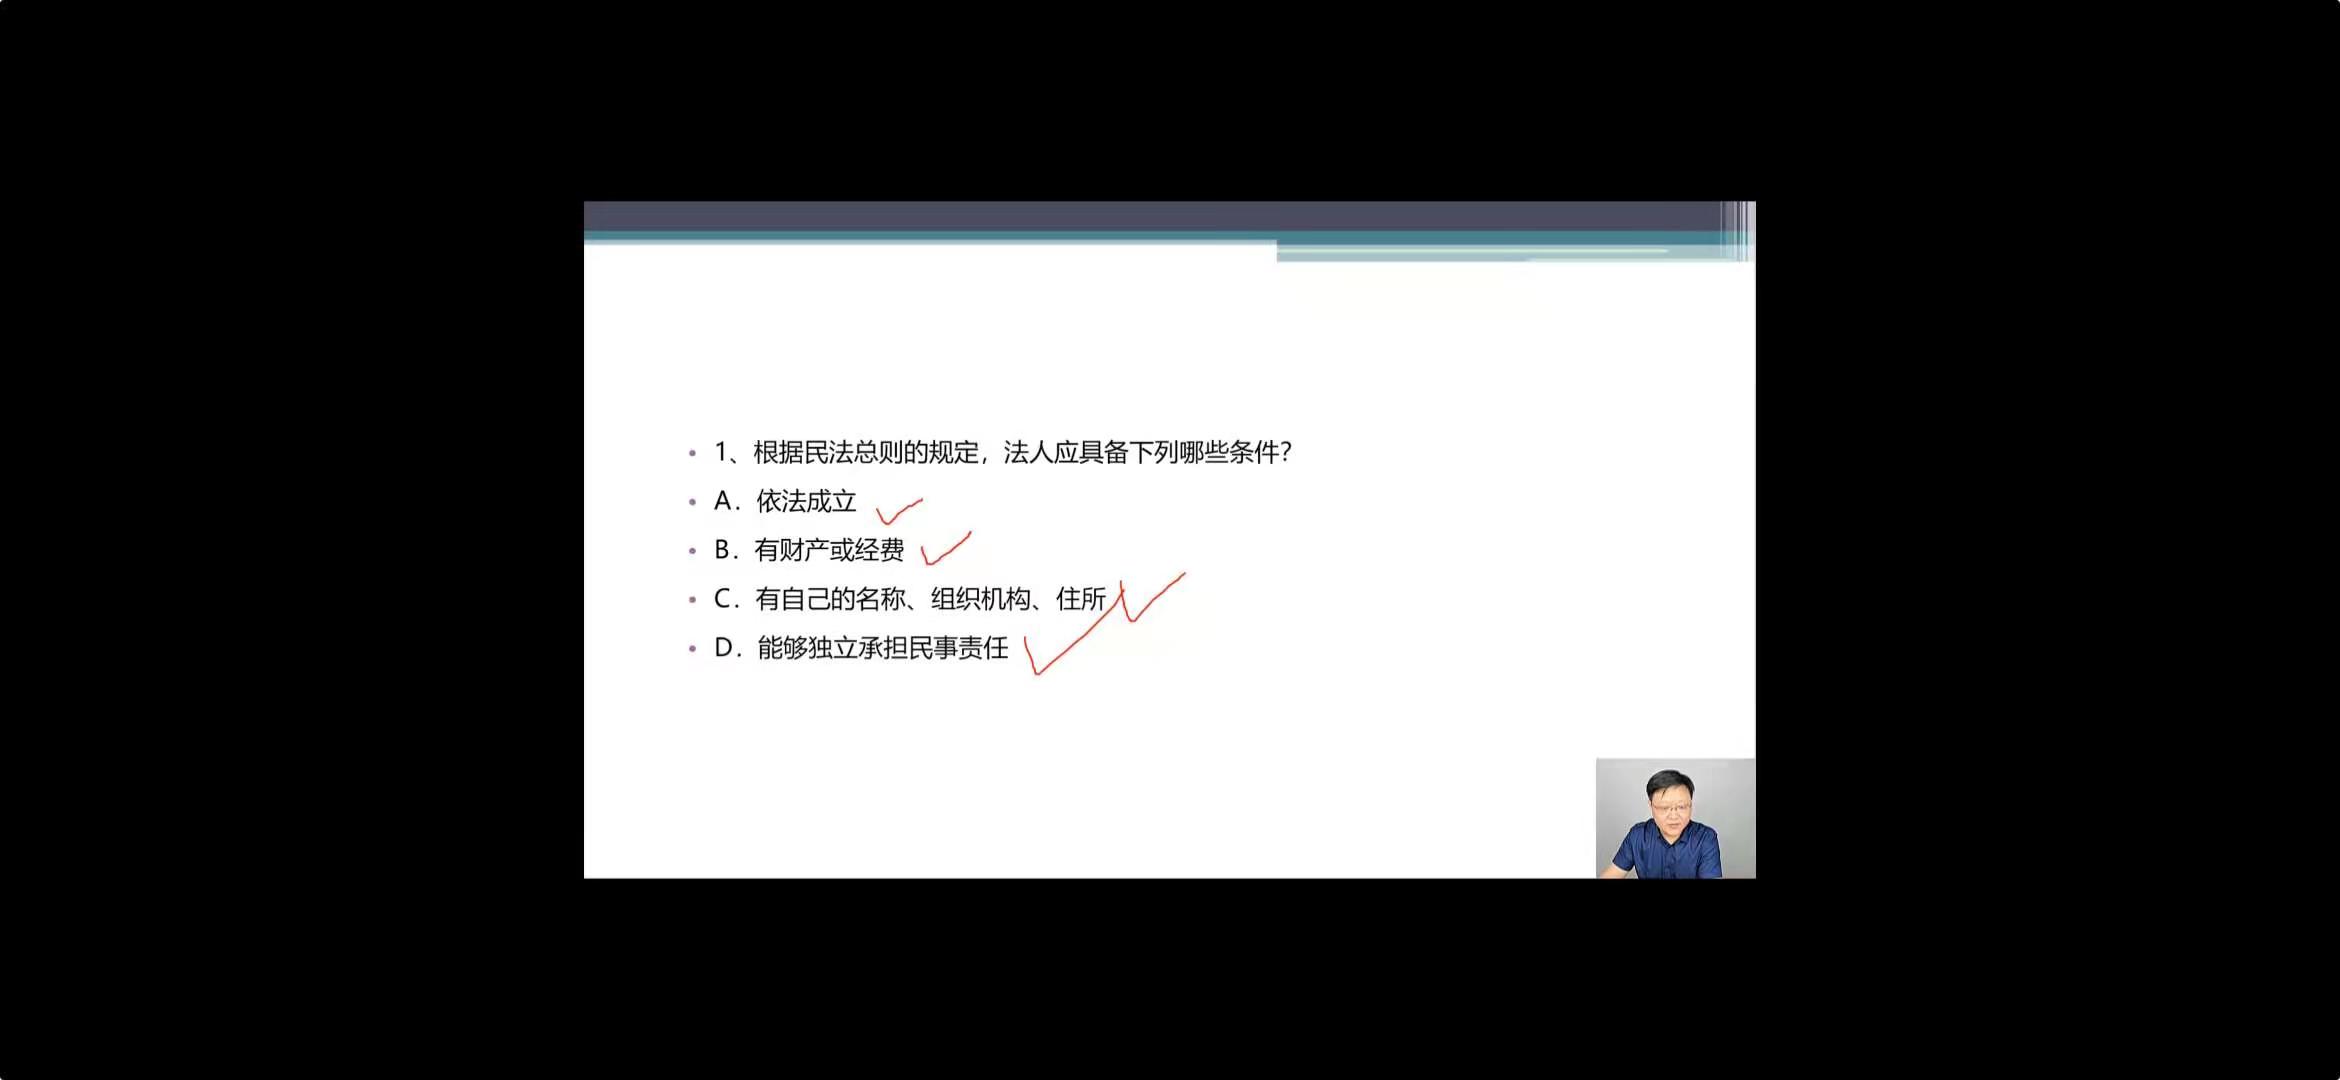 • 1、根据民法总则的规定，法人应具备下列哪些条件？
• A．依法成立
• B．有财产或经费
• C．有自己的名称、组织机构、住所
• D．能够独立承担民事责任